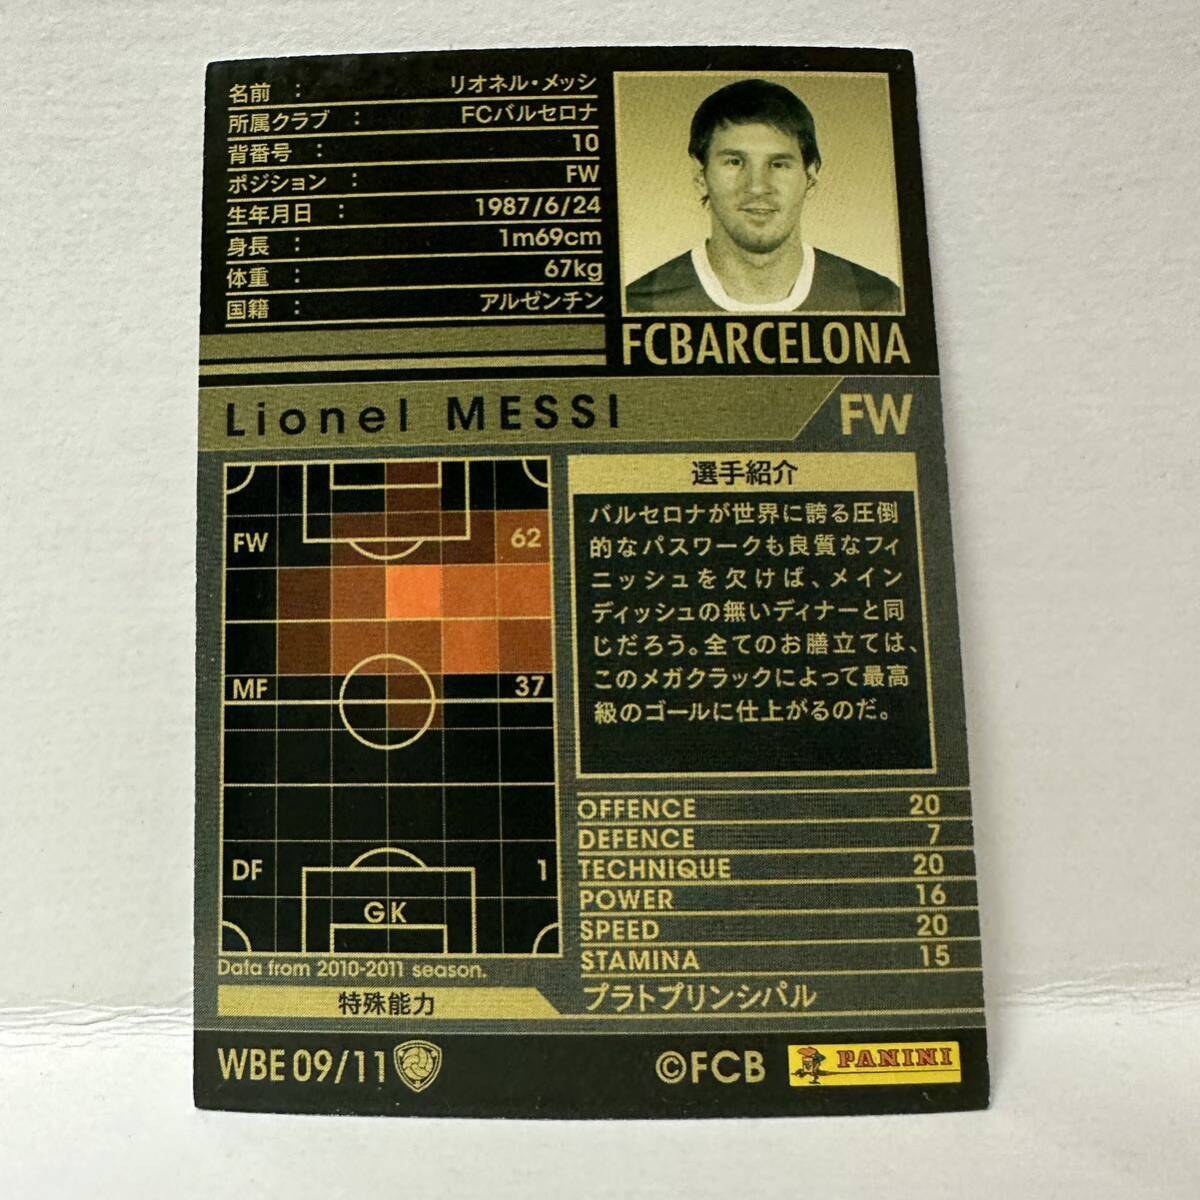 名前 : リオネル・メッシ
所属クラブ : FCバルセロナ
背番号 : 10
ポジション : FW
生年月日 : 1987/6/24
身長 : 1m69cm
体重 : 67kg
国籍 : アルゼンチン
FCBARCELONA
Lionel MESSI FW
FW 62
MF 37
DF 1
GK
Data from 2010-2011 season.
選手紹介
バルセロナが世界に誇る圧倒
的なパスワークも良質なフィ
ニッシュを欠けば、メイン
ディッシュの無いディナーと同
じだろう。全てのお膳立ては、
このメガクラックによって最高
級のゴールに仕上がるのだ。
OFFENCE 20
DEFENCE 7
TECHNIQUE 20
POWER 16
SPEED 20
STAMINA 15
特殊能力 プラトプリンシパル
WBE 09/11 ©FCB PANINI